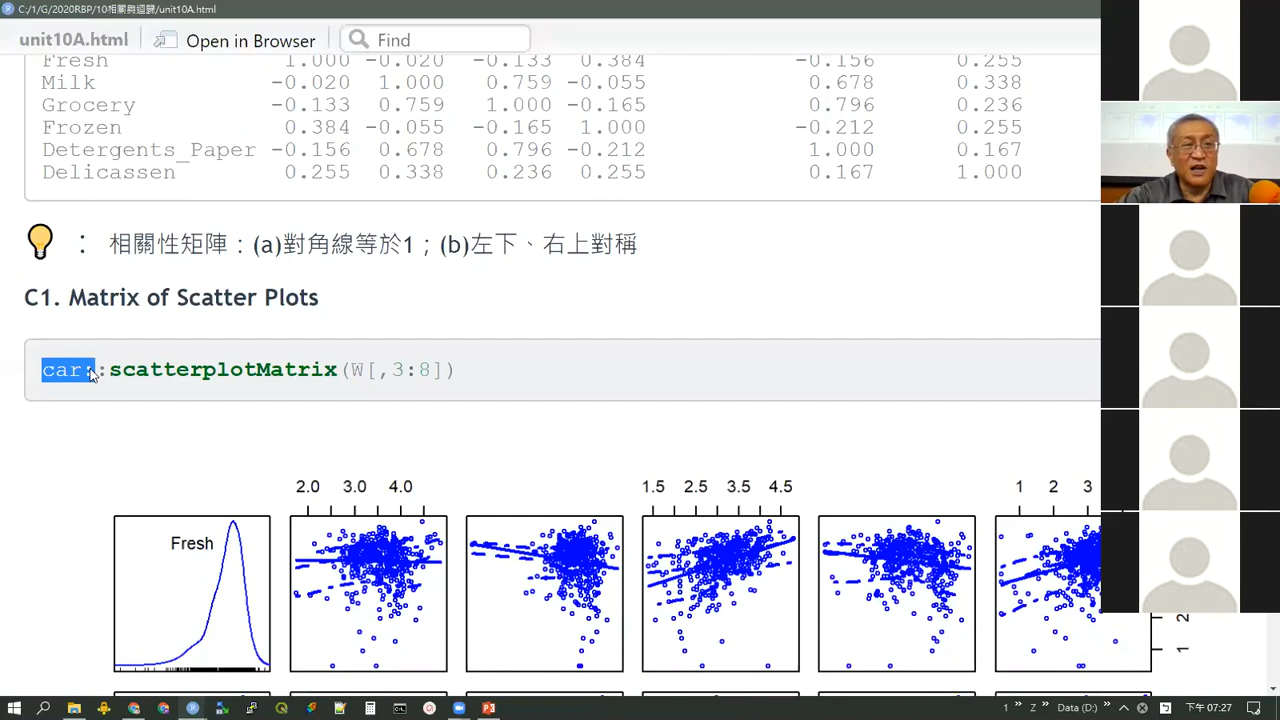 C:/1/G/2020RBP/10相關與迴歸/unit10A.html
unit10A.html Open in Browser Find
Fresh 1.000 -0.020 -0.133 0.384 -0.156 0.255
Milk -0.020 1.000 0.759 -0.055 0.678 0.338
Grocery -0.133 0.759 1.000 -0.165 0.796 0.236
Frozen 0.384 -0.055 -0.165 1.000 -0.212 0.255
Detergents_Paper -0.156 0.678 0.796 -0.212 1.000 0.167
Delicassen 0.255 0.338 0.236 0.255 0.167 1.000
： 相關性矩陣：(a)對角線等於1；(b)左下、右上對稱
C1. Matrix of Scatter Plots
car::scatterplotMatrix(W[,3:8])
2.0 3.0 4.0 1.5 2.5 3.5 4.5 1 2 3
Fresh
2
1
1 Z Data (D:) 下午 07:27